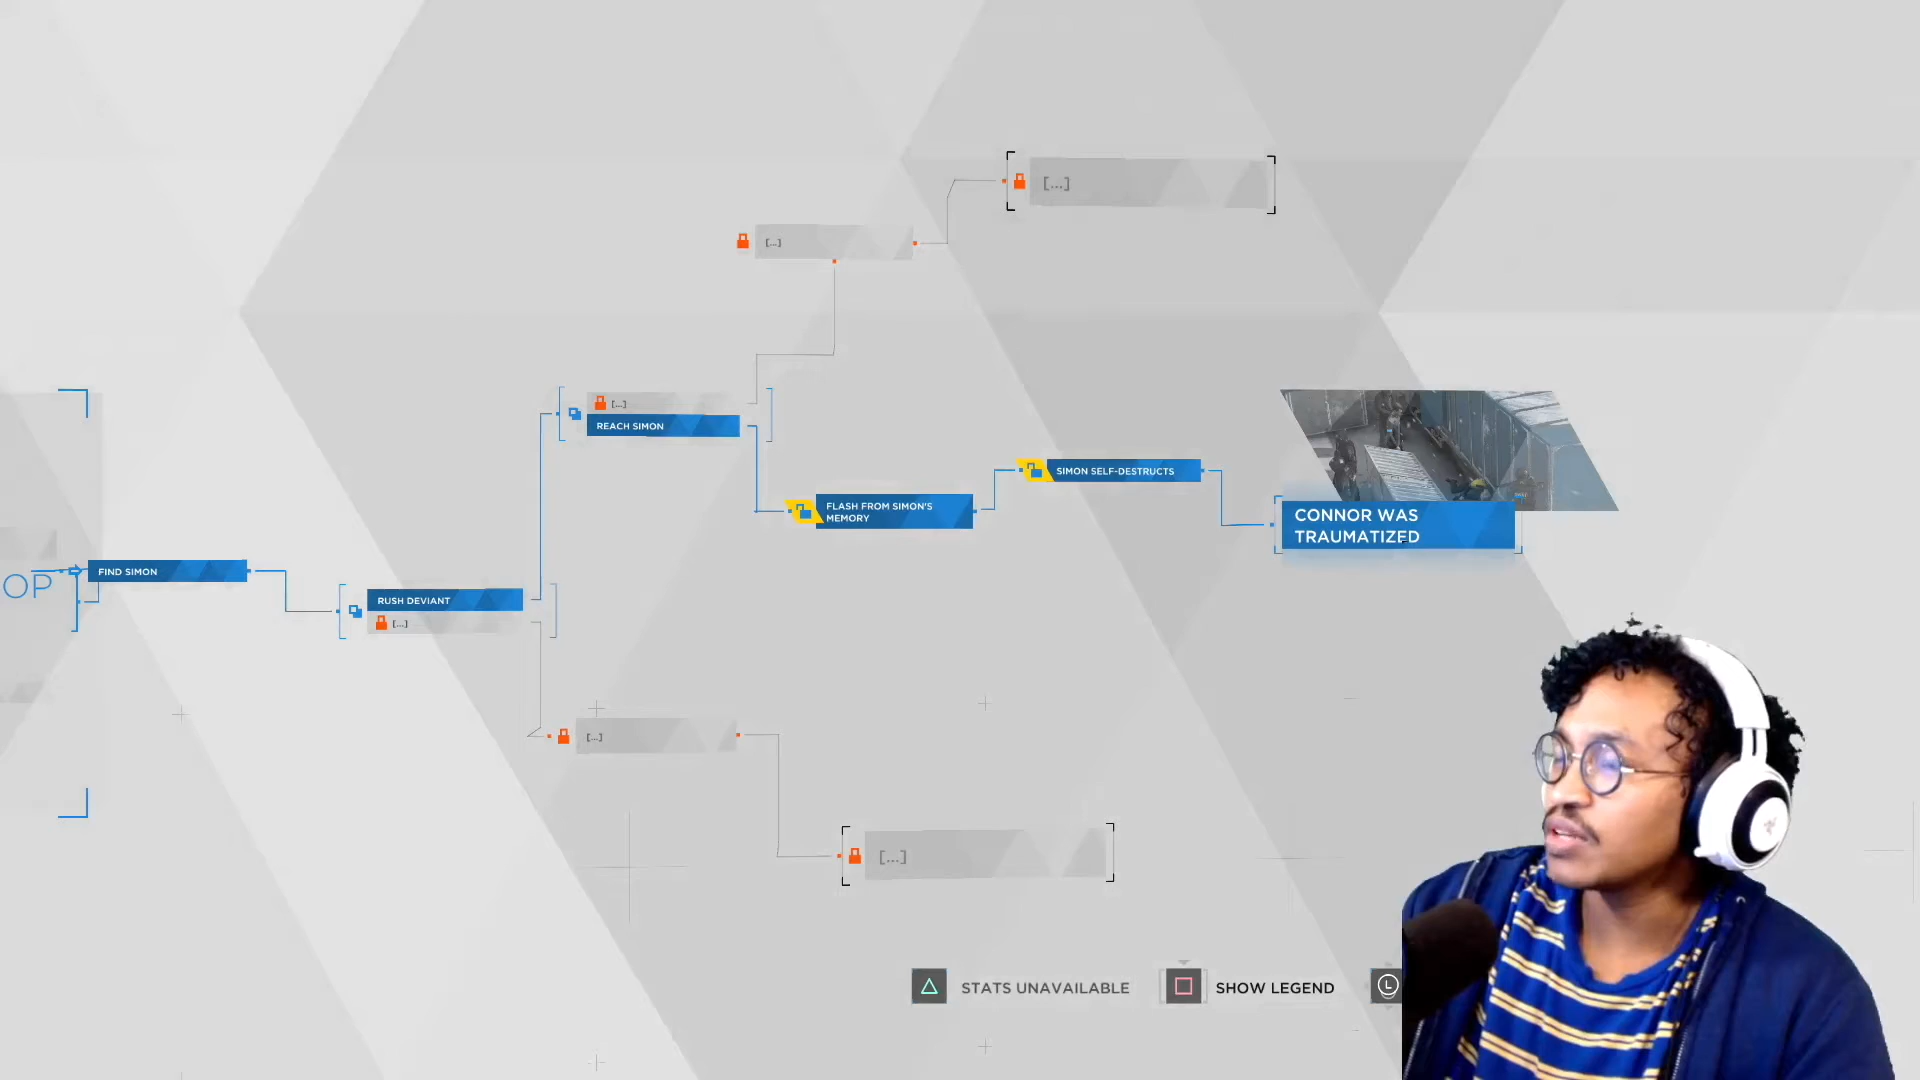 [...]
[...]
[...]
REACH SIMON
SIMON SELF-DESTRUCTS
FLASH FROM SIMON'S
MEMORY
CONNOR WAS
TRAUMATIZED
OP
FIND SIMON
RUSH DEVIANT
[...]
[...]
[...]
STATS UNAVAILABLE
SHOW LEGEND
L